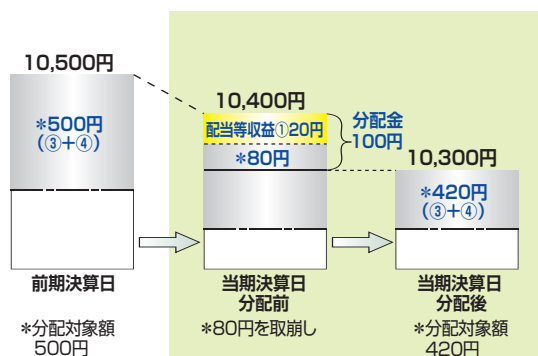 10,500円
*500円
(③+④)
前期決算日
*分配対象額
500円
10,400円
配当等収益①20円
*80円
分配金
100円
当期決算日
分配前
*80円を取崩し
10,300円
*420円
(③+④)
当期決算日
分配後
*分配対象額
420円